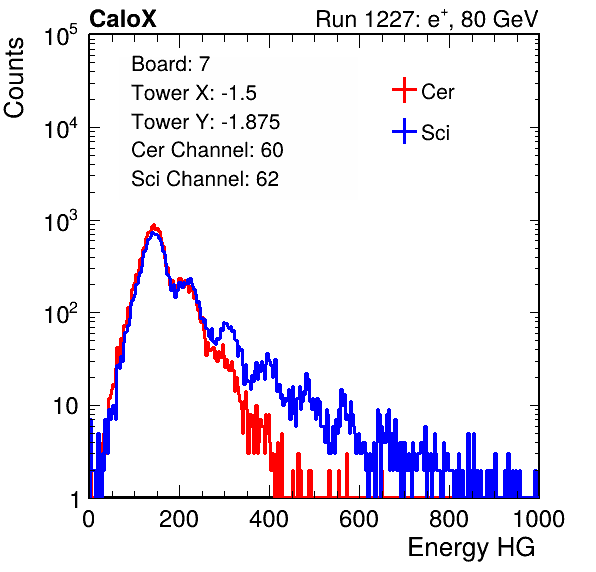 CaloX Run 1227: e⁺, 80 GeV
Counts
Board: 7
Tower X: -1.5
Tower Y: -1.875
Cer Channel: 60
Sci Channel: 62
Cer
Sci
10⁵
10⁴
10³
10²
10
1
0 200 400 600 800 1000
Energy HG